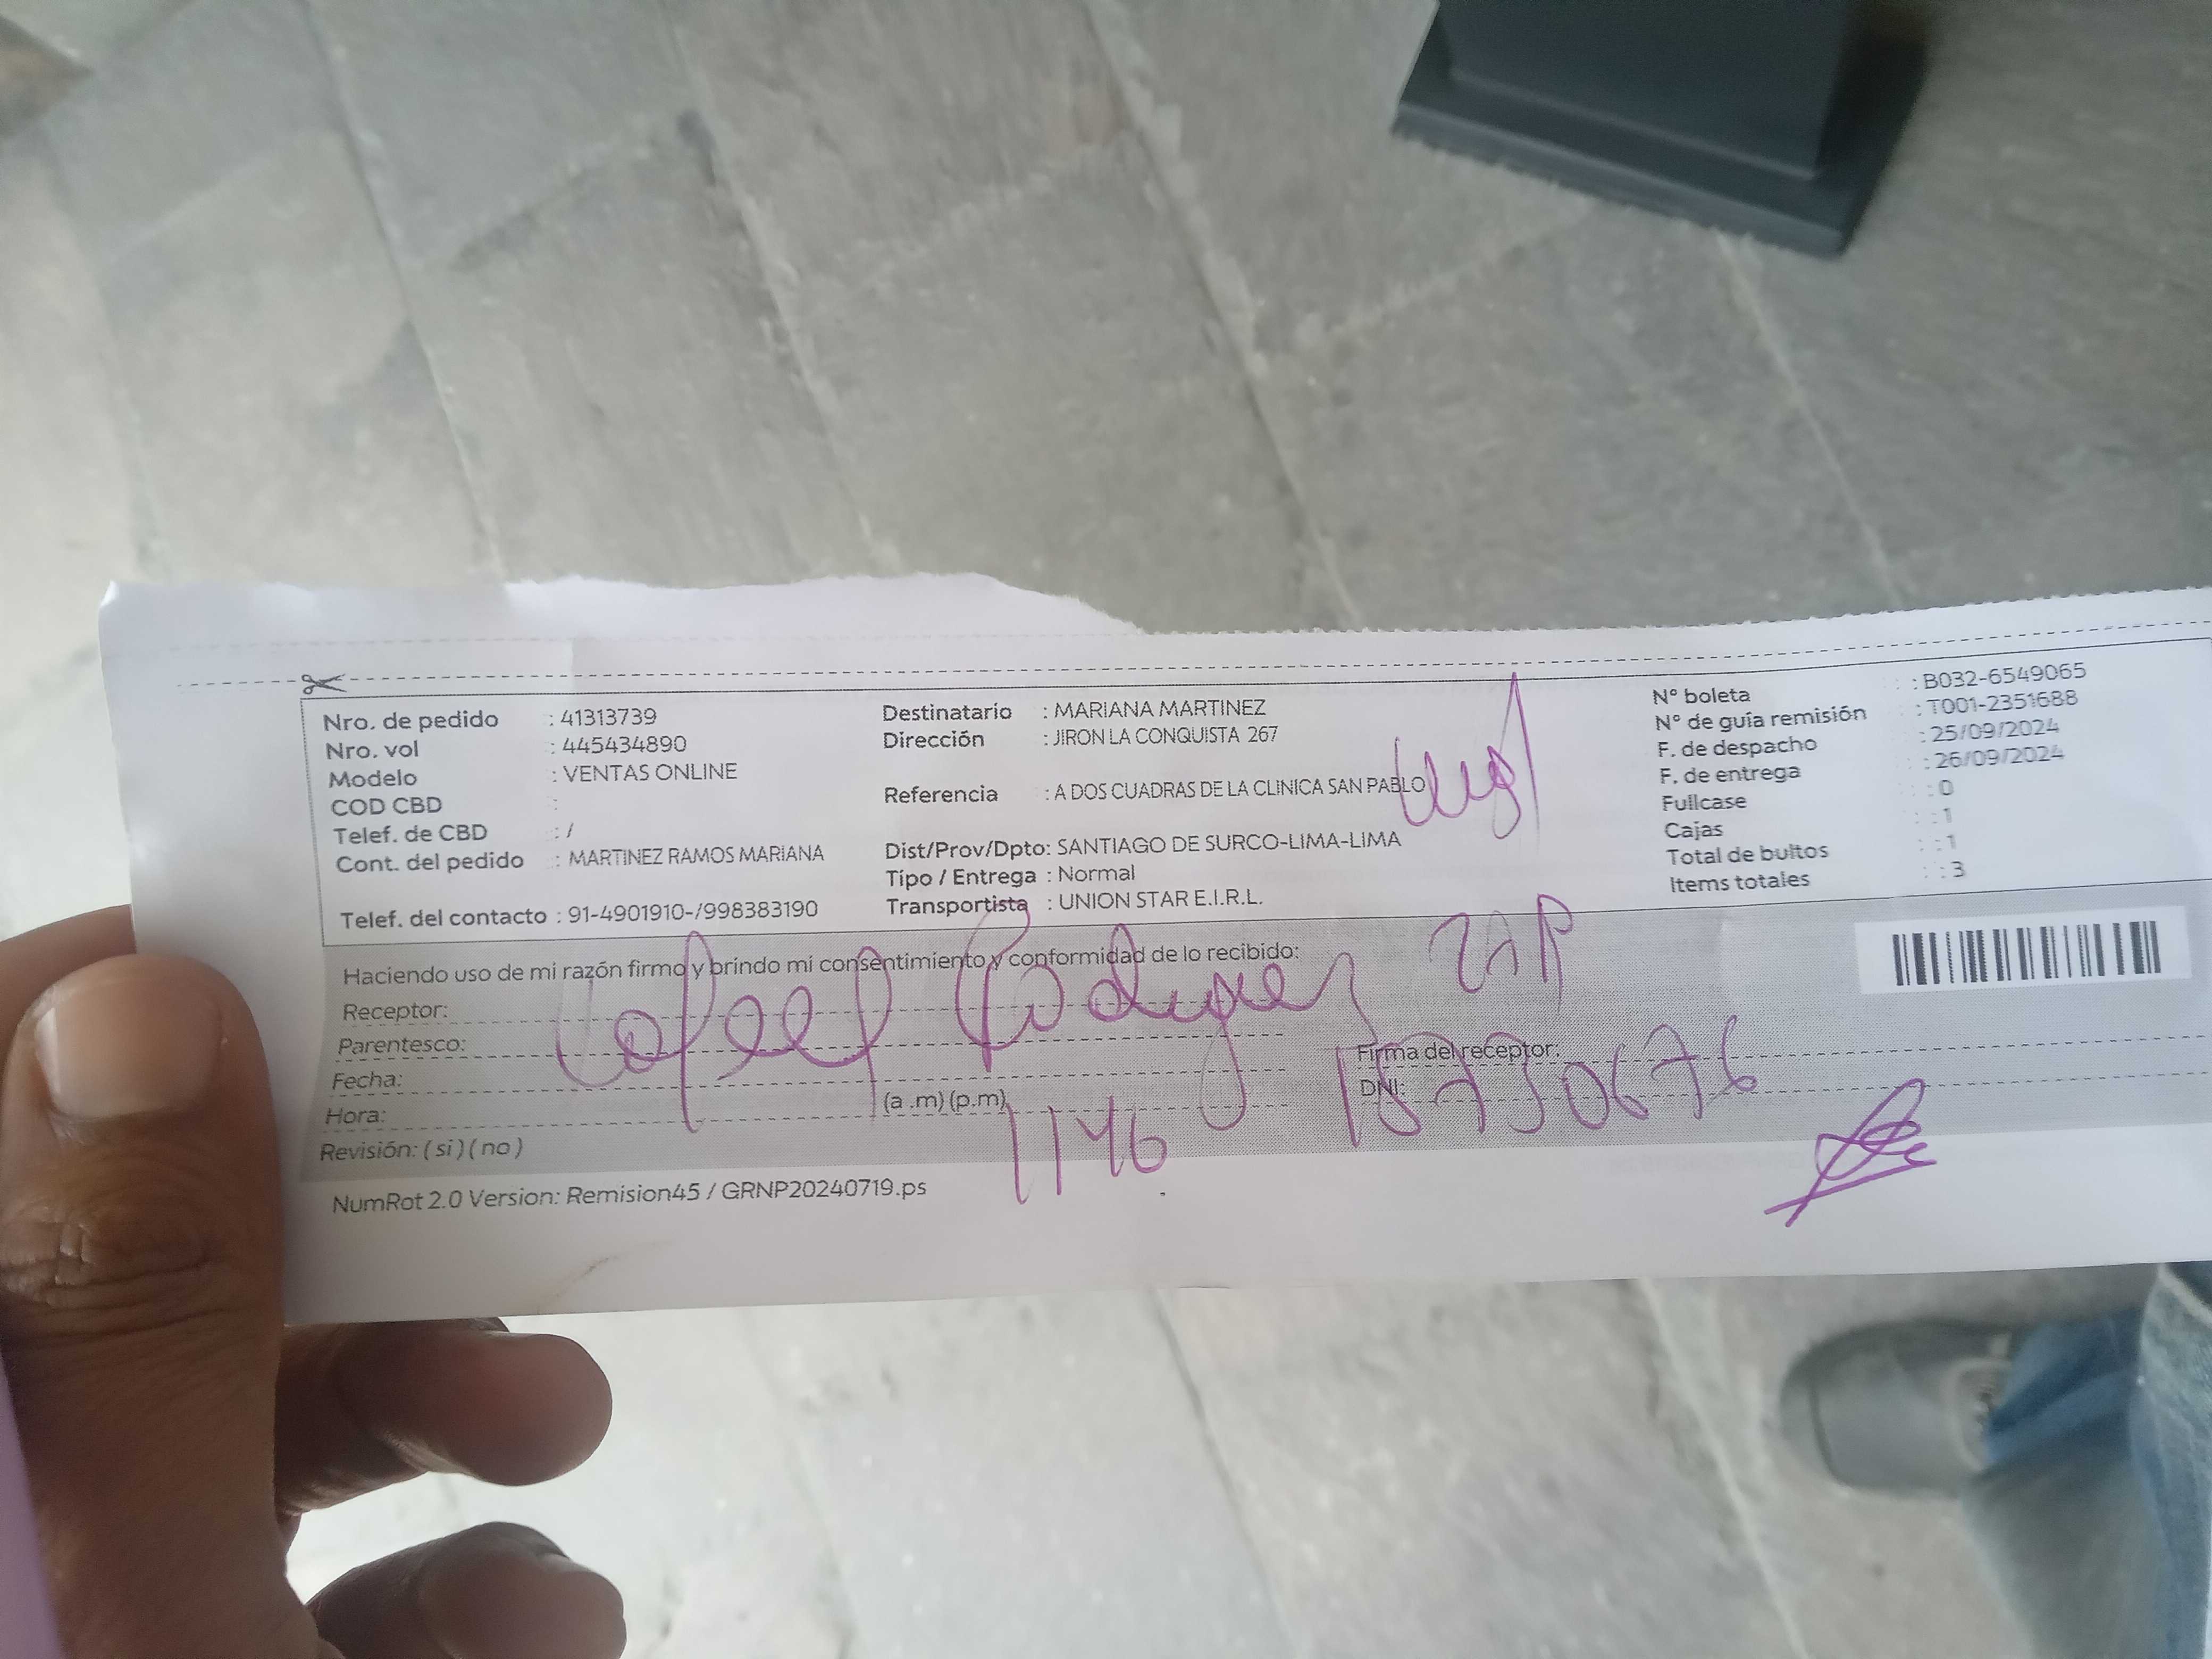 Nro. de pedido : 41313739
Nro. vol : 445434890
Modelo : VENTAS ONLINE
COD CBD :
Telef. de CBD : /
Cont. del pedido : MARTINEZ RAMOS MARIANA
Telef. del contacto : 91-4901910-/998383190
Destinatario : MARIANA MARTINEZ
Dirección : JIRON LA CONQUISTA 267
Referencia : A DOS CUADRAS DE LA CLINICA SAN PABLO
Dist/Prov/Dpto: SANTIAGO DE SURCO-LIMA-LIMA
Tipo / Entrega : Normal
Transportista : UNION STAR E.I.R.L.
N° boleta : B032-6549065
N° de guía remisión : T001-2351688
F. de despacho : 25/09/2024
F. de entrega : 26/09/2024
Fullcase : 0
Cajas : 1
Total de bultos : 1
Items totales : 3
Haciendo uso de mi razón firmo y brindo mi consentimiento y conformidad de lo recibido:
Receptor:
Rodriguez
Parentesco:
Fecha:
Hora: (a .m) (p.m)
1146
Revisión: ( si ) ( no )
Firma del receptor:
DNI:
NumRot 2.0 Version: Remision45 / GRNP20240719.ps